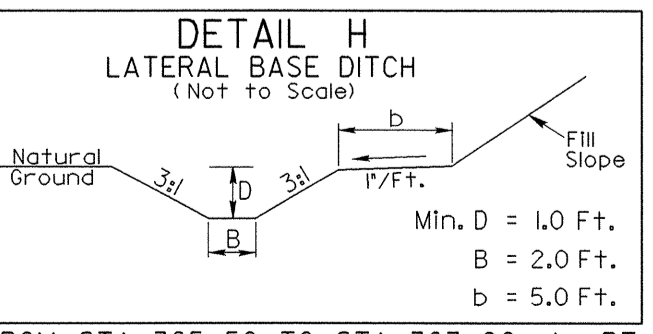 DETAIL H
LATERAL BASE DITCH
(Not to Scale)
b
Natural
Ground
3:1
D
3:1
1"/Ft.
Fill
Slope
B
Min. D = 1.0 Ft.
B = 2.0 Ft.
b = 5.0 Ft.